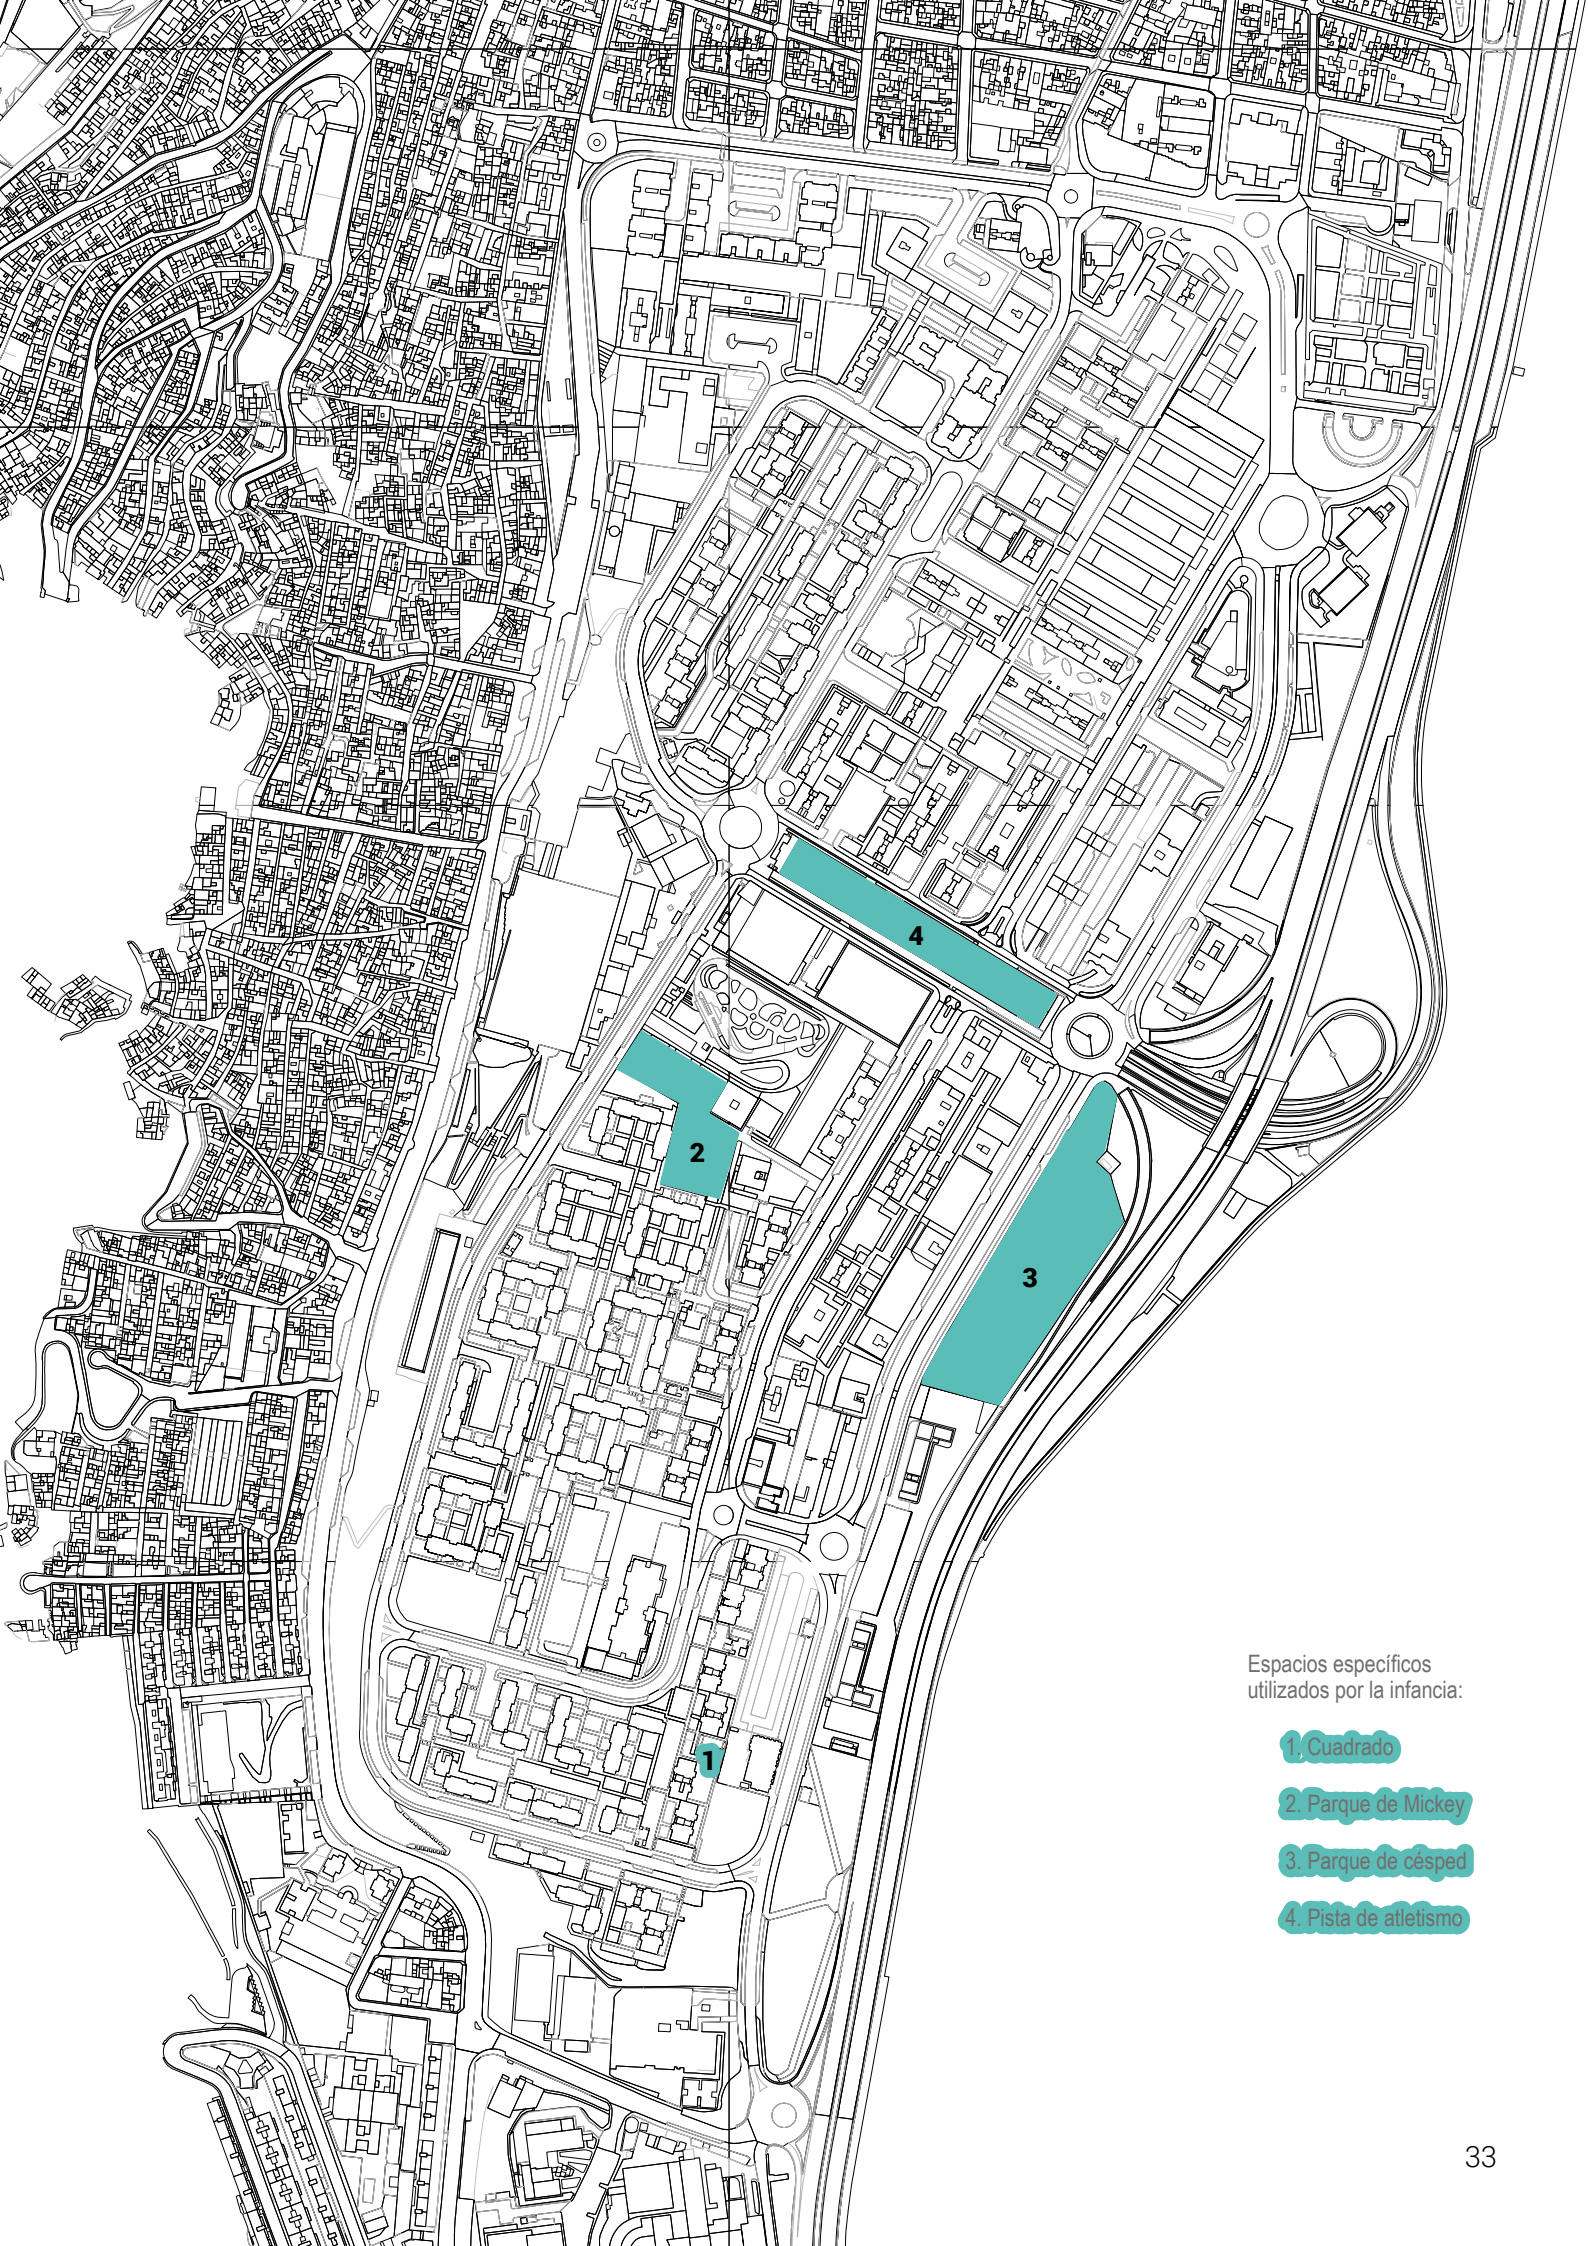 4
2
3
1
Espacios específicos
utilizados por la infancia:
1. Cuadrado
2. Parque de Mickey
3. Parque de césped
4. Pista de atletismo
33